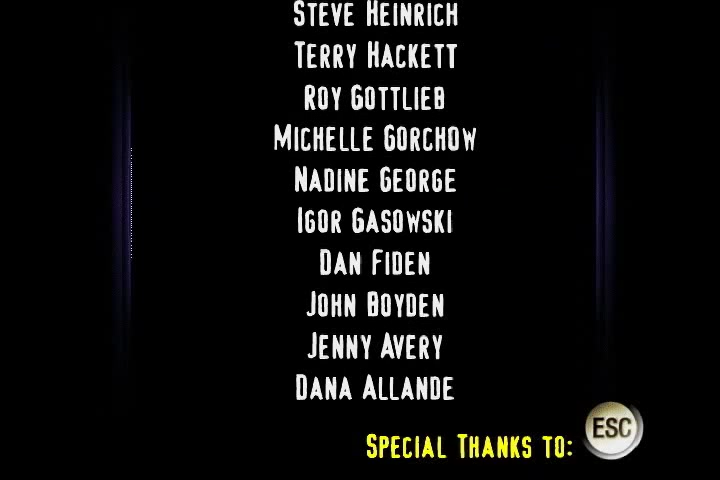 Steve Heinrich
Terry Hackett
Roy Gottlieb
Michelle Gorchow
Nadine George
Igor Gasowski
Dan Fiden
John Boyden
Jenny Avery
Dana Allande
Special Thanks to:
ESC